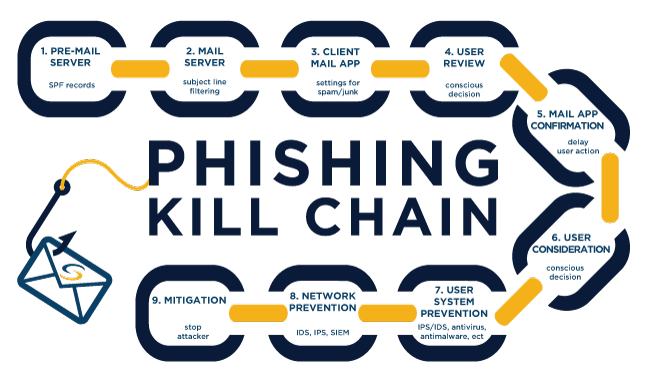 1. PRE-MAIL
SERVER
SPF records
2. MAIL
SERVER
subject line
filtering
3. CLIENT
MAIL APP
settings for
spam/junk
4. USER
REVIEW
conscious
decision
5. MAIL APP
CONFIRMATION
delay
user action
PHISHING
KILL CHAIN
6. USER
CONSIDERATION
conscious
decision
7. USER
SYSTEM
PREVENTION
IPS/IDS, antivirus,
antimalware, ect
8. NETWORK
PREVENTION
IDS, IPS, SIEM
9. MITIGATION
stop
attacker